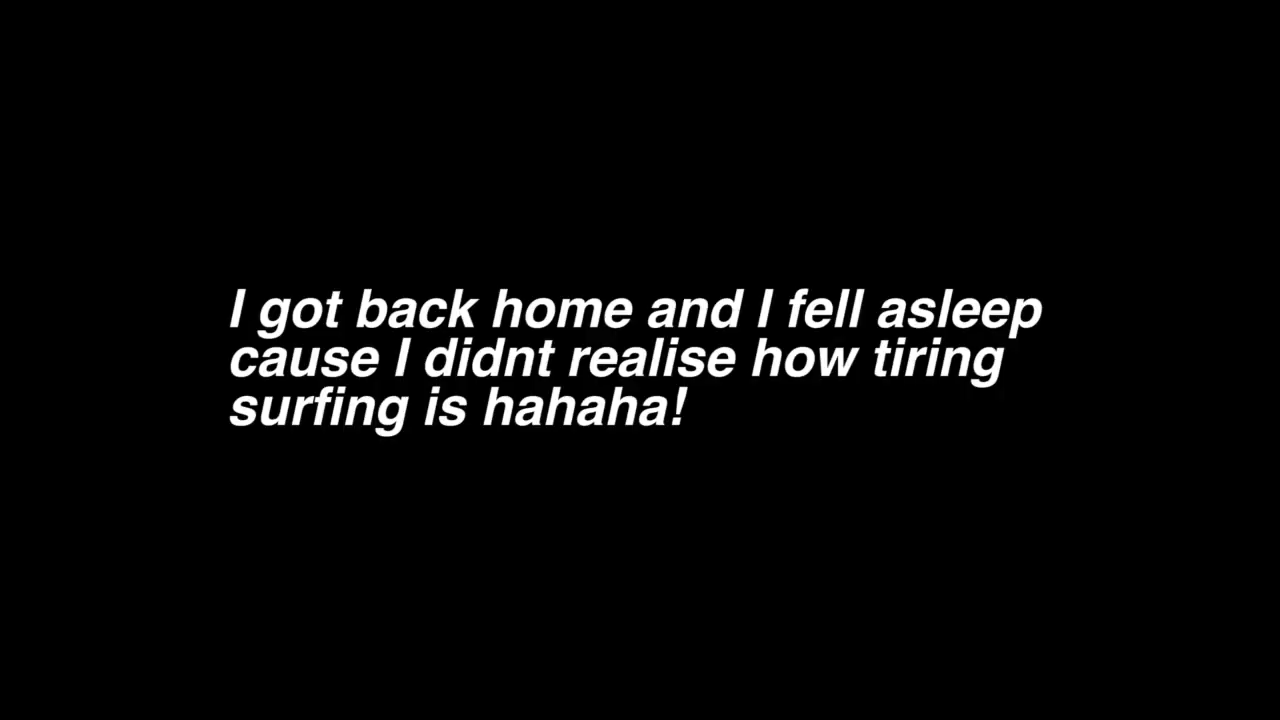 I got back home and I fell asleep
cause I didnt realise how tiring
surfing is hahaha!